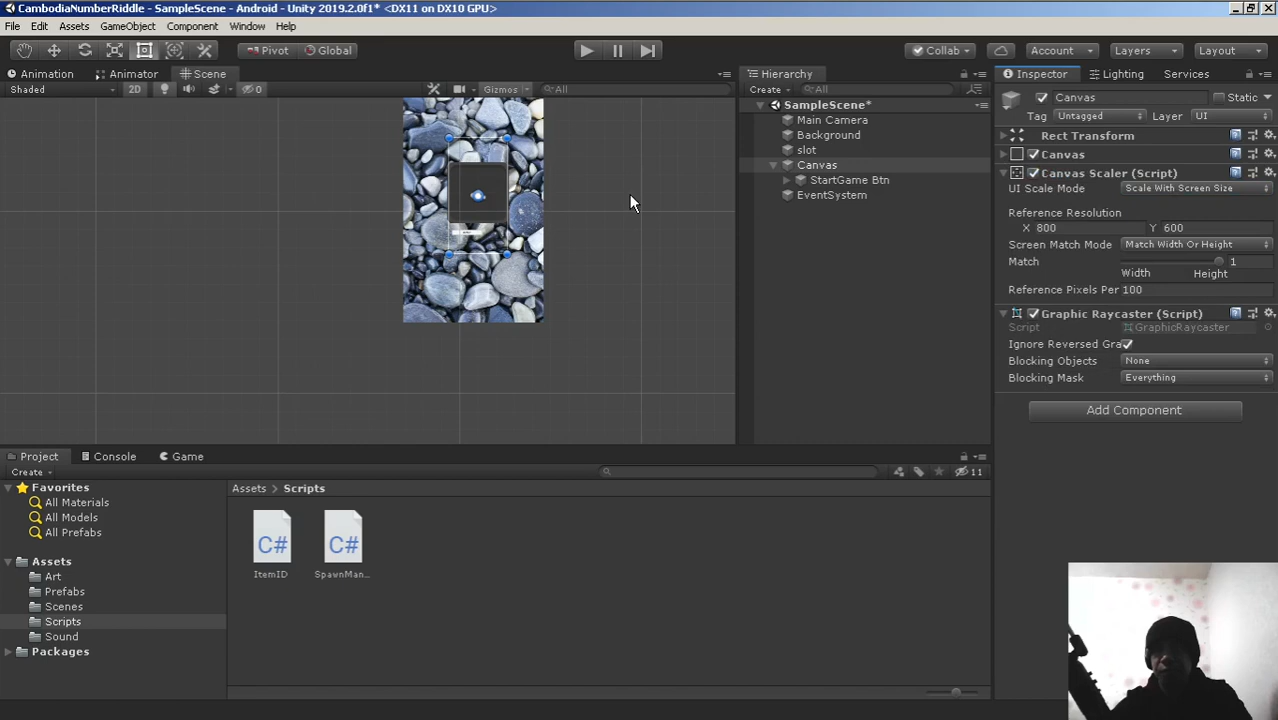 CambodiaNumberRiddle - SampleScene - Android - Unity 2019.2.0f1* <DX11 on DX10 GPU>
File Edit Assets GameObject Component Window Help
Pivot Global Collab Account Layers Layout
Animation Animator Scene Hierarchy Inspector Lighting Services
Shaded 2D 0 Gizmos All Create All
Canvas Static
SampleScene*
Tag Untagged Layer UI
Main Camera
Background
Rect Transform
slot
Canvas
Canvas
Canvas Scaler (Script)
StartGame Btn
UI Scale Mode Scale With Screen Size
EventSystem
Reference Resolution
X 800 Y 600
Screen Match Mode Match Width Or Height
Match 1
Width Height
Reference Pixels Per 100
Graphic Raycaster (Script)
Script GraphicRaycaster
Ignore Reversed Gra
Blocking Objects None
Blocking Mask Everything
Add Component
Project Console Game
Create 11
Favorites
All Materials
All Models
All Prefabs
Assets
Art
Prefabs
Scenes
Scripts
Sound
Packages
Assets > Scripts
C# C#
ItemID SpawnMan...